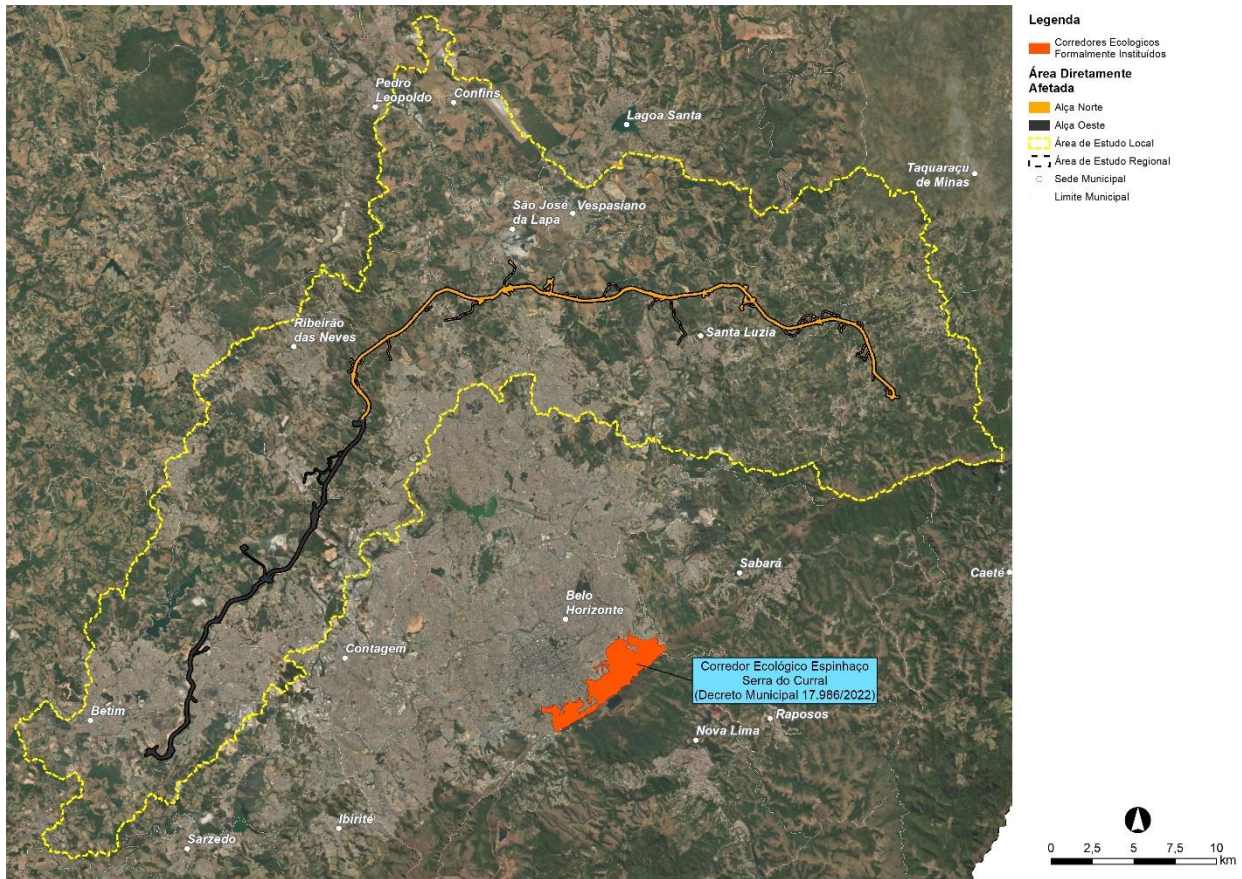 Pedro
Leopoldo
Confins
Lagoa Santa
Taquaraçu
de Minas
São José
da Lapa
Vespasiano
Ribeirão
das Neves
Santa Luzia
Sabará
Caeté
Belo
Horizonte
Contagem
Corredor Ecológico Espinhaço
Serra do Curral
(Decreto Municipal 17.986/2022)
Betim
Raposos
Nova Lima
Ibirité
Sarzedo
Legenda
Corredores Ecologicos
Formalmente Instituídos
Área Diretamente
Afetada
Alça Norte
Alça Oeste
Área de Estudo Local
Área de Estudo Regional
Sede Municipal
Limite Municipal
0 2,5 5 7,5 10
km